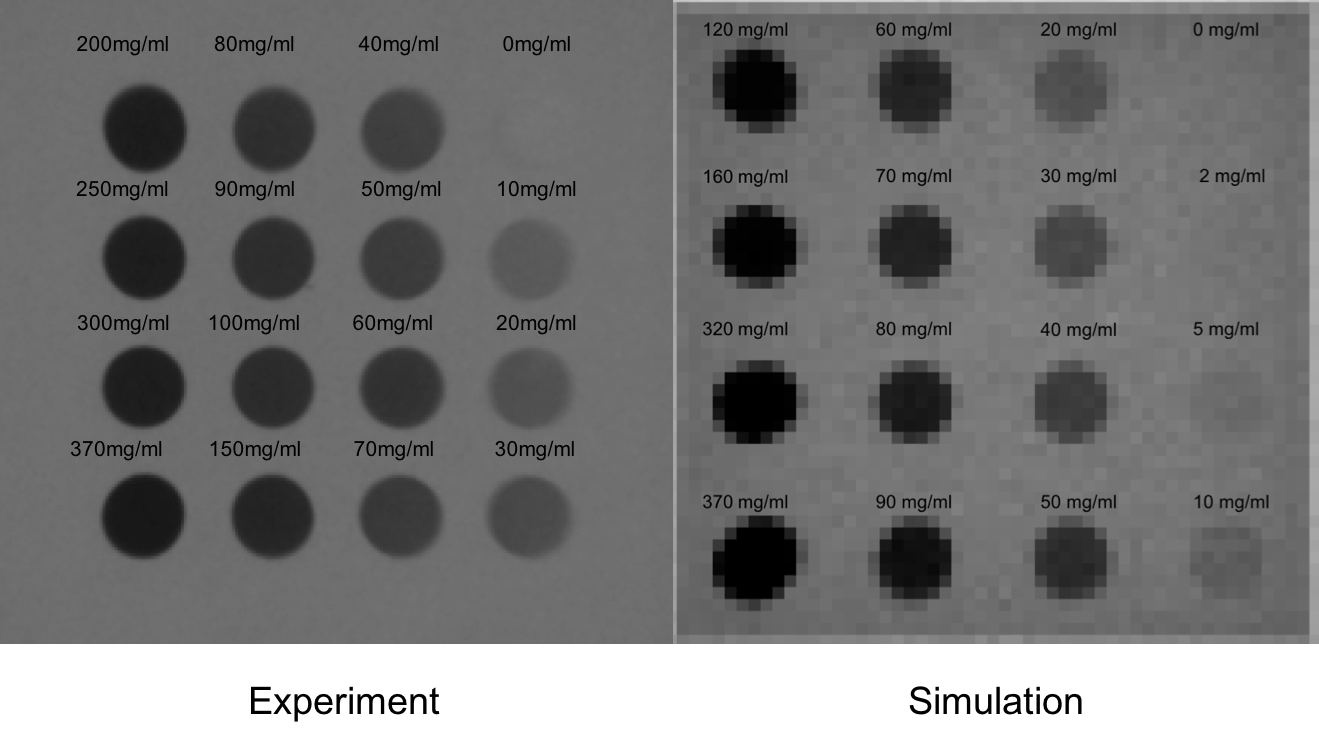 200mg/ml 80mg/ml 40mg/ml 0mg/ml
250mg/ml 90mg/ml 50mg/ml 10mg/ml
300mg/ml 100mg/ml 60mg/ml 20mg/ml
370mg/ml 150mg/ml 70mg/ml 30mg/ml
Experiment
120 mg/ml 60 mg/ml 20 mg/ml 0 mg/ml
160 mg/ml 70 mg/ml 30 mg/ml 2 mg/ml
320 mg/ml 80 mg/ml 40 mg/ml 5 mg/ml
370 mg/ml 90 mg/ml 50 mg/ml 10 mg/ml
Simulation